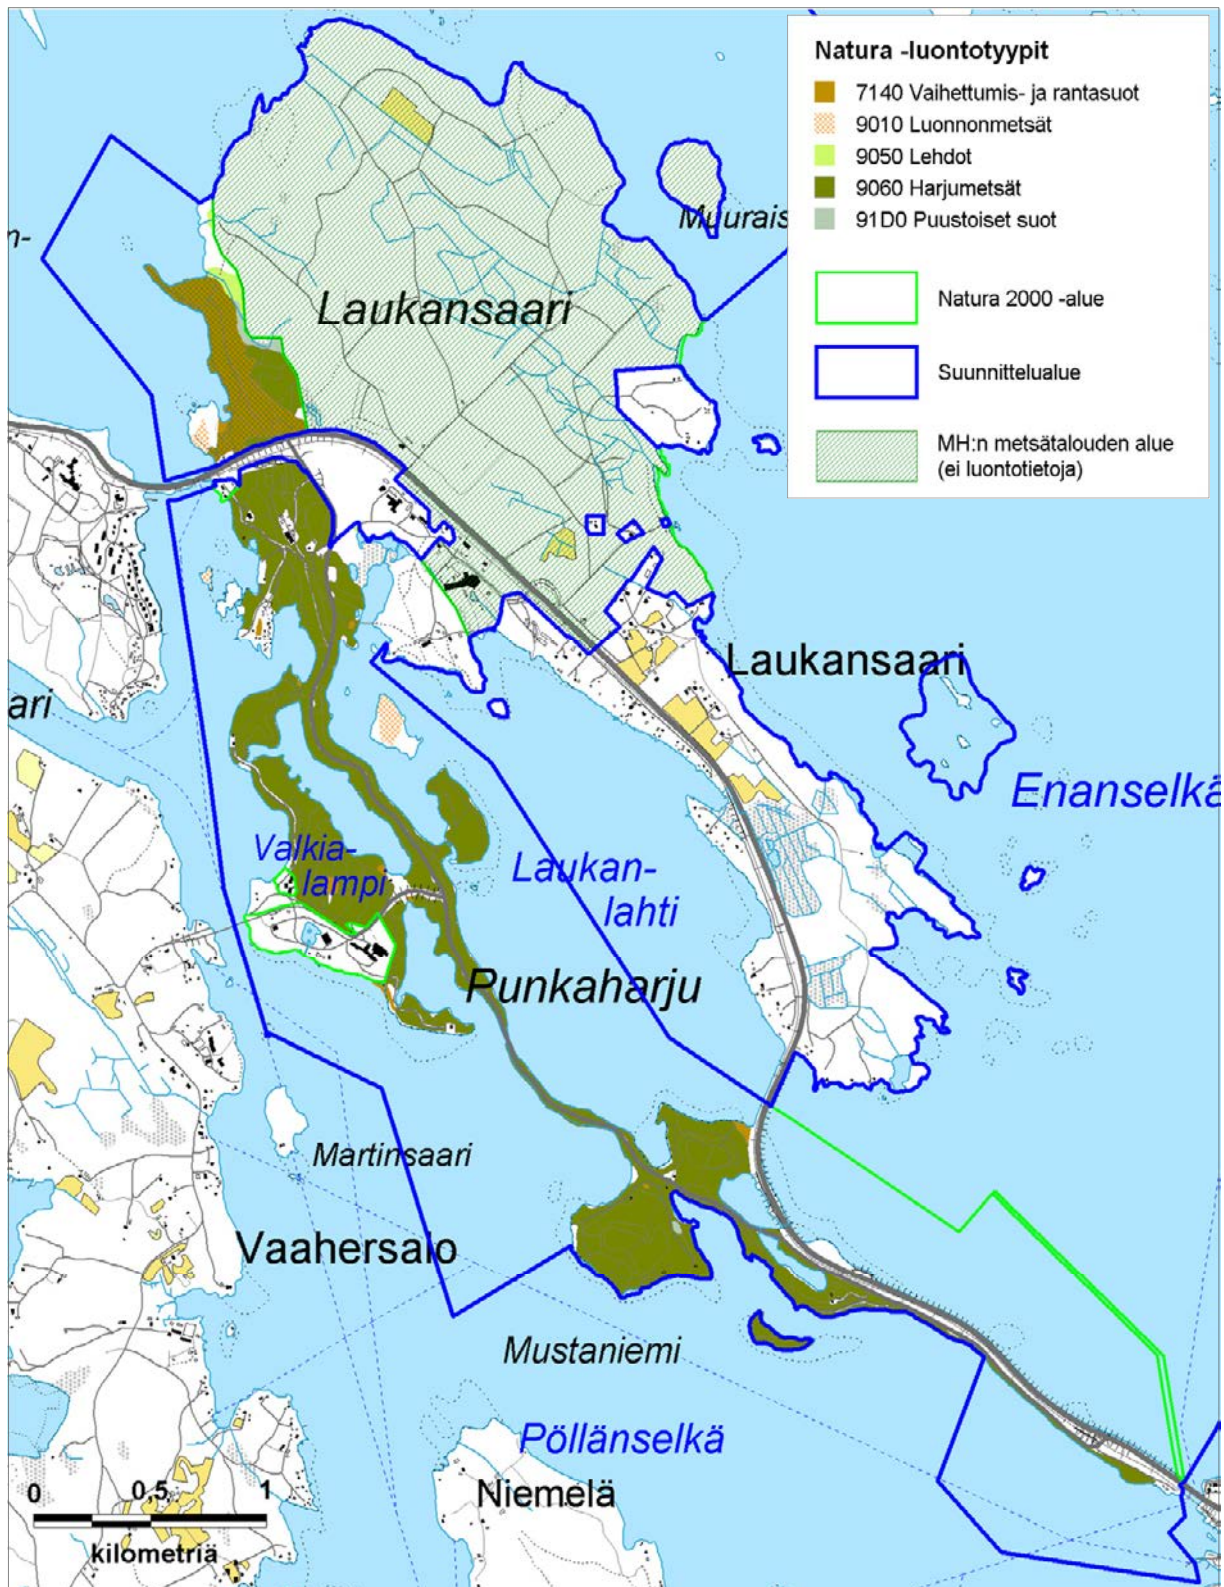 Natura -luontotyypit
7140 Vaihettumis- ja rantasuot
9010 Luonnonmetsät
9050 Lehdot
9060 Harjumetsät
91D0 Puustoiset suot
Natura 2000 -alue
Suunnittelualue
MH:n metsätalouden alue
(ei luontotietoja)
n-
Muurais
Laukansaari
Laukansaari
ari
Enanselkä
Valkia-
lampi
Laukan-
lahti
Punkaharju
Martinsaari
Vaahersalo
Mustaniemi
Pöllänselkä
Niemelä
0 0,5 1
kilometriä